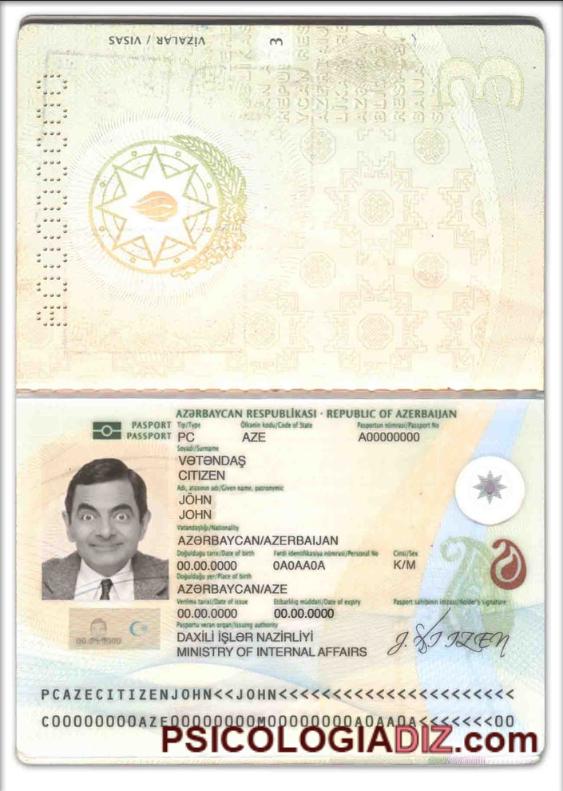 VİZALAR / VISAS
3
AZƏRBAYCAN RESPUBLİKASI · REPUBLIC OF AZERBAIJAN
PASPORT Tip/Type Ölkənin kodu/Code of State Pasportun nömrəsi/Passport No
PASSPORT PC AZE A00000000
Soyadı/Surname
VƏTƏNDAŞ
CITIZEN
Adı, atasının adı/Given name, patronymic
JÖHN
JOHN
Vətəndaşlığı/Nationality
AZƏRBAYCAN/AZERBAIJAN
Doğulduğu tarix/Date of birth Fərdi identifikasiya nömrəsi/Personal No Cinsi/Sex
00.00.0000 0A0AA0A K/M
Doğulduğu yer/Place of birth
AZƏRBAYCAN/AZE
Verilmə tarixi/Date of issue Etibarlılıq müddəti/Date of expiry Pasport sahibinin imzası/Holder's signature
00.00.0000 00.00.0000
Pasportu verən orqan/Issuing authority
DAXİLİ İŞLƏR NAZİRLİYİ
MINISTRY OF INTERNAL AFFAIRS
00.00.0000
PCAZECITIZENJOHN<<JOHN<<<<<<<<<<<<<<<<<<<<<<
C00000000AZE00000000M00000000A0AA0A<<<<<<<00
PSICOLOGIADIZ.com